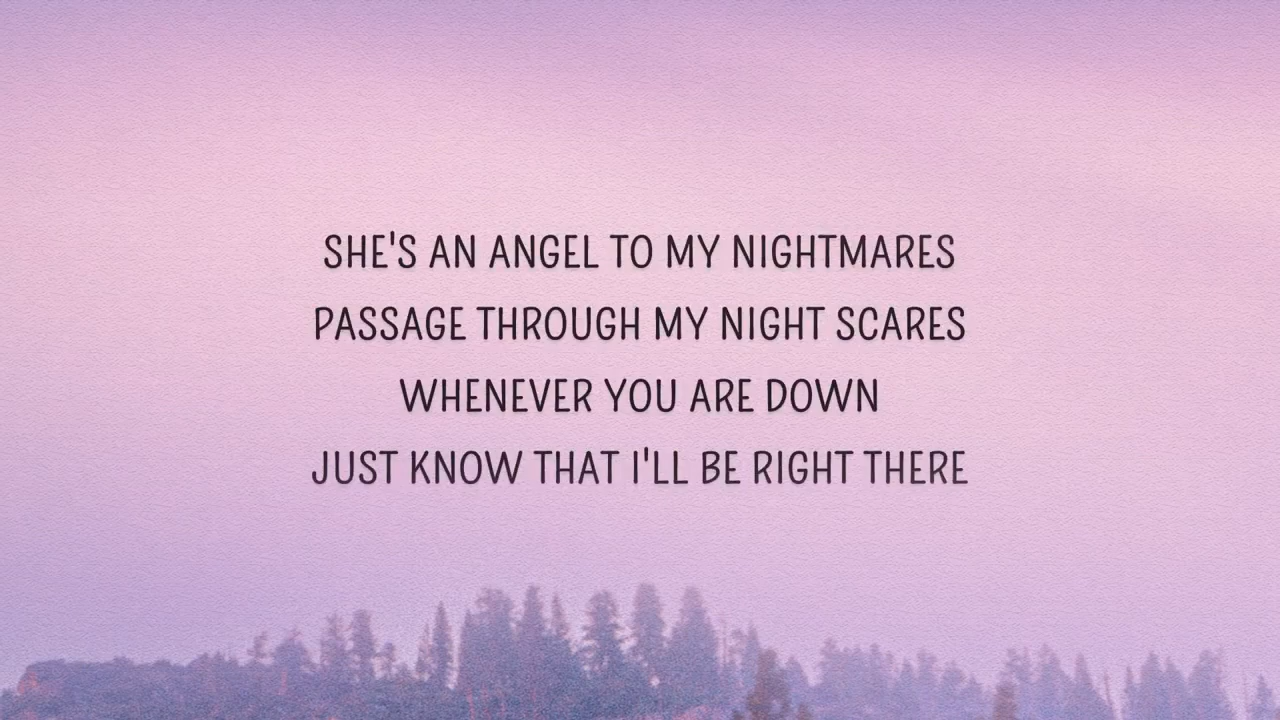 SHE'S AN ANGEL TO MY NIGHTMARES
PASSAGE THROUGH MY NIGHT SCARES
WHENEVER YOU ARE DOWN
JUST KNOW THAT I'LL BE RIGHT THERE